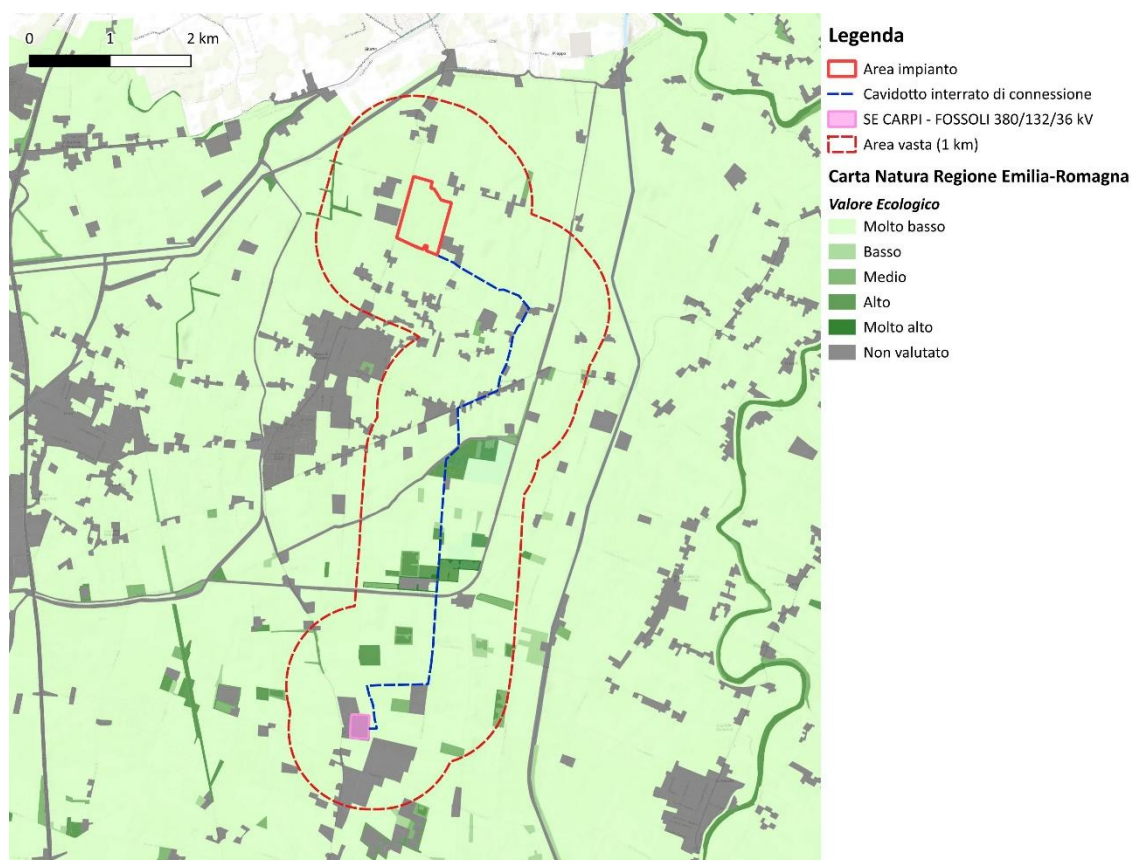 0 1 2 km
Legenda
Area impianto
Cavidotto interrato di connessione
SE CARPI - FOSSOLI 380/132/36 kV
Area vasta (1 km)
Carta Natura Regione Emilia-Romagna
Valore Ecologico
Molto basso
Basso
Medio
Alto
Molto alto
Non valutato